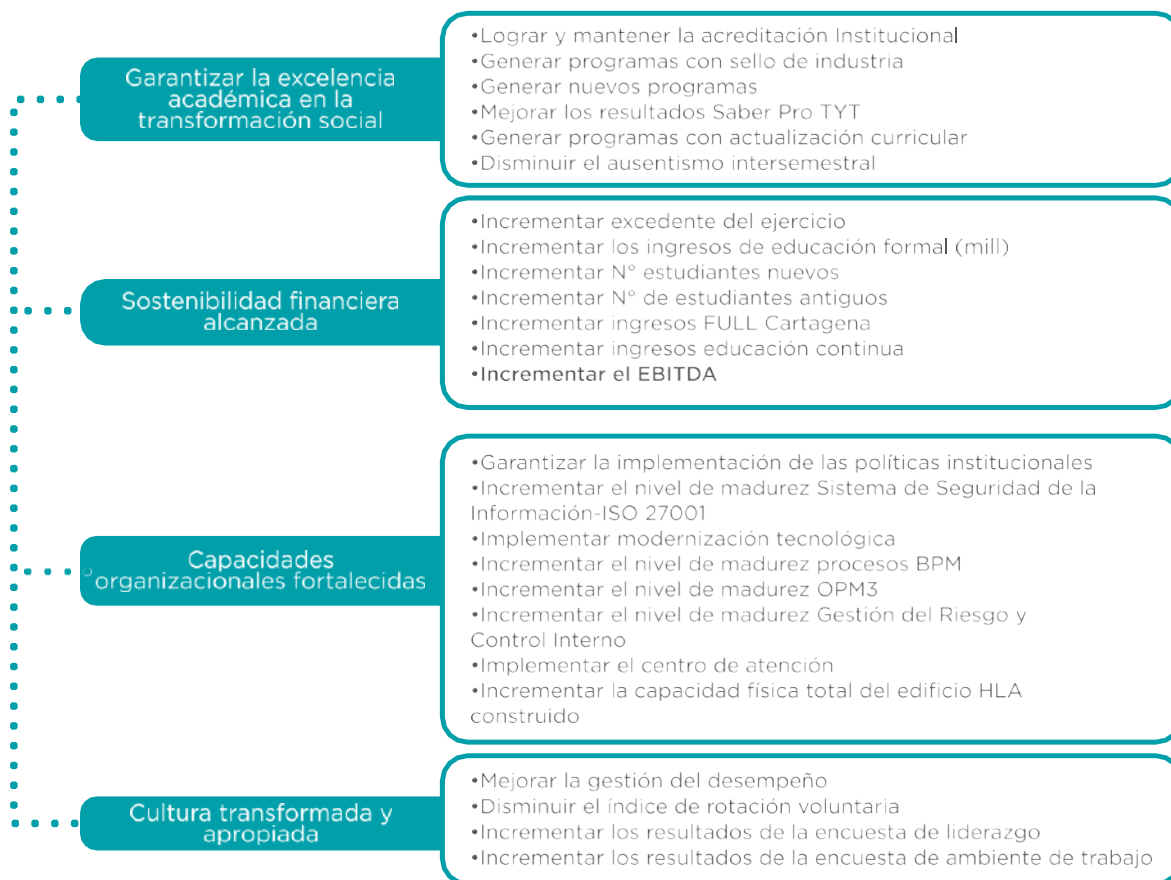 Garantizar la excelencia
académica en la
transformación social
•Lograr y mantener la acreditación Institucional
•Generar programas con sello de industria
•Generar nuevos programas
•Mejorar los resultados Saber Pro TYT
•Generar programas con actualización curricular
•Disminuir el ausentismo intersemestral
Sostenibilidad financiera
alcanzada
•Incrementar excedente del ejercicio
•Incrementar los ingresos de educación formal (mill)
•Incrementar N° estudiantes nuevos
•Incrementar N° de estudiantes antiguos
•Incrementar ingresos FULL Cartagena
•Incrementar ingresos educación continua
•Incrementar el EBITDA
Capacidades
organizacionales fortalecidas
•Garantizar la implementación de las políticas institucionales
•Incrementar el nivel de madurez Sistema de Seguridad de la
Información-ISO 27001
•Implementar modernización tecnológica
•Incrementar el nivel de madurez procesos BPM
•Incrementar el nivel de madurez OPM3
•Incrementar el nivel de madurez Gestión del Riesgo y
Control Interno
•Implementar el centro de atención
•Incrementar la capacidad física total del edificio HLA
construido
Cultura transformada y
apropiada
•Mejorar la gestión del desempeño
•Disminuir el índice de rotación voluntaria
•Incrementar los resultados de la encuesta de liderazgo
•Incrementar los resultados de la encuesta de ambiente de trabajo